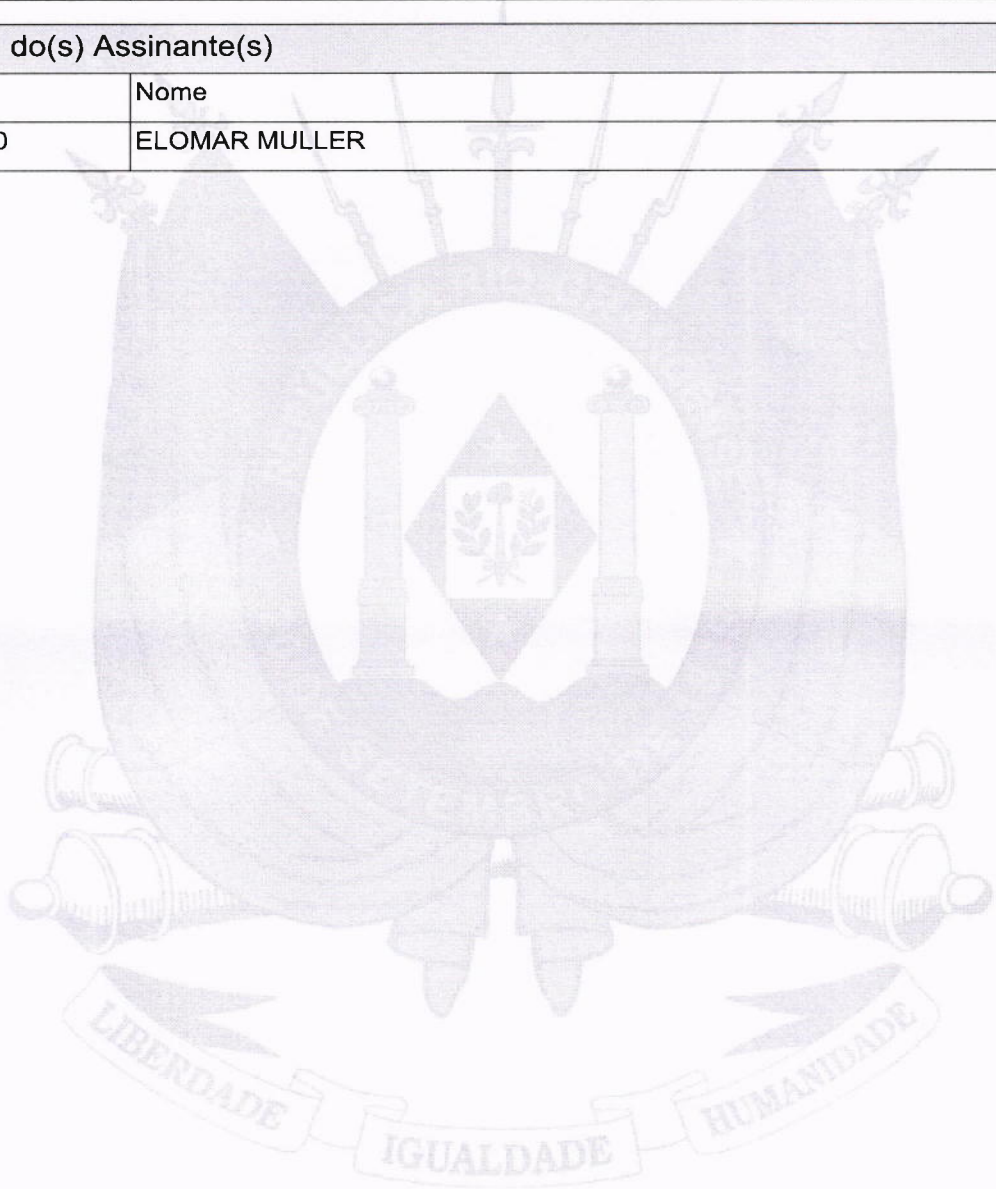 do(s) Assinante(s)
Nome
0 ELOMAR MULLER
LIBERDADE
IGUALDADE
HUMANIDADE